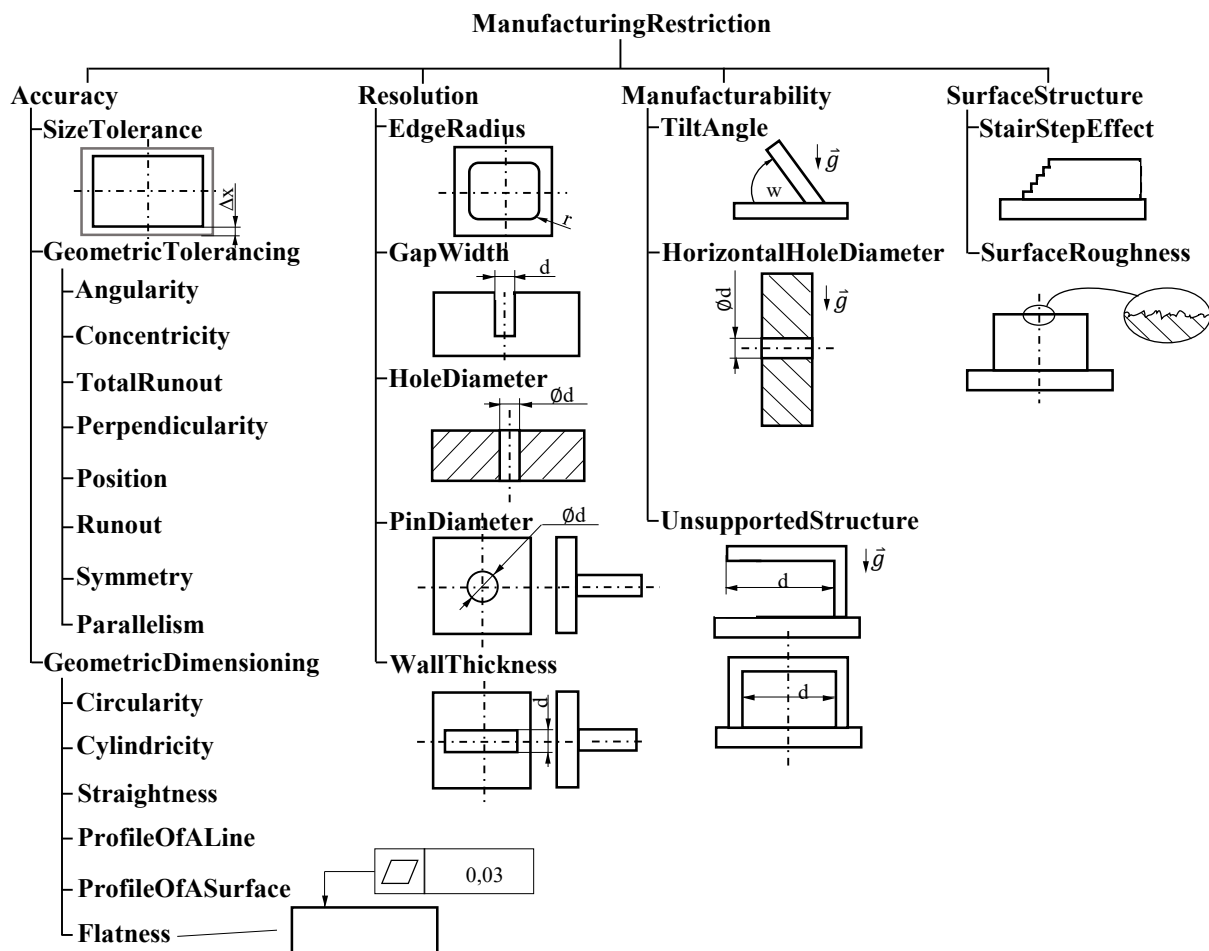 ManufacturingRestriction
Accuracy
SizeTolerance
Δx
GeometricTolerancing
Angularity
Concentricity
TotalRunout
Perpendicularity
Position
Runout
Symmetry
Parallelism
GeometricDimensioning
Circularity
Cylindricity
Straightness
ProfileOfALine
ProfileOfASurface
Flatness
0,03
Resolution
EdgeRadius
r
GapWidth
d
HoleDiameter
Ød
PinDiameter
Ød
WallThickness
d
Manufacturability
TiltAngle
w
g⃗
HorizontalHoleDiameter
Ød
g⃗
UnsupportedStructure
d
g⃗
d
SurfaceStructure
StairStepEffect
SurfaceRoughness